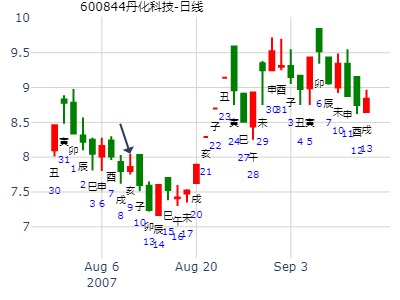 600844丹化科技-日线
10
9.5
9
8.5
8
7.5
7
丑
30
寅
31
卯
1
辰
2
巳
3
申
6
酉
7
戌
8
亥
9
子
10
卯
13
辰
14
巳
15
午
16
未
17
戌
20
亥
21
子
22
丑
23
寅
24
巳
27
午
28
未
29
申
30
酉
31
子
3
丑
4
寅
5
卯
6
辰
7
未
10
申
11
酉
12
戌
13
Aug 6
2007
Aug 20
Sep 3